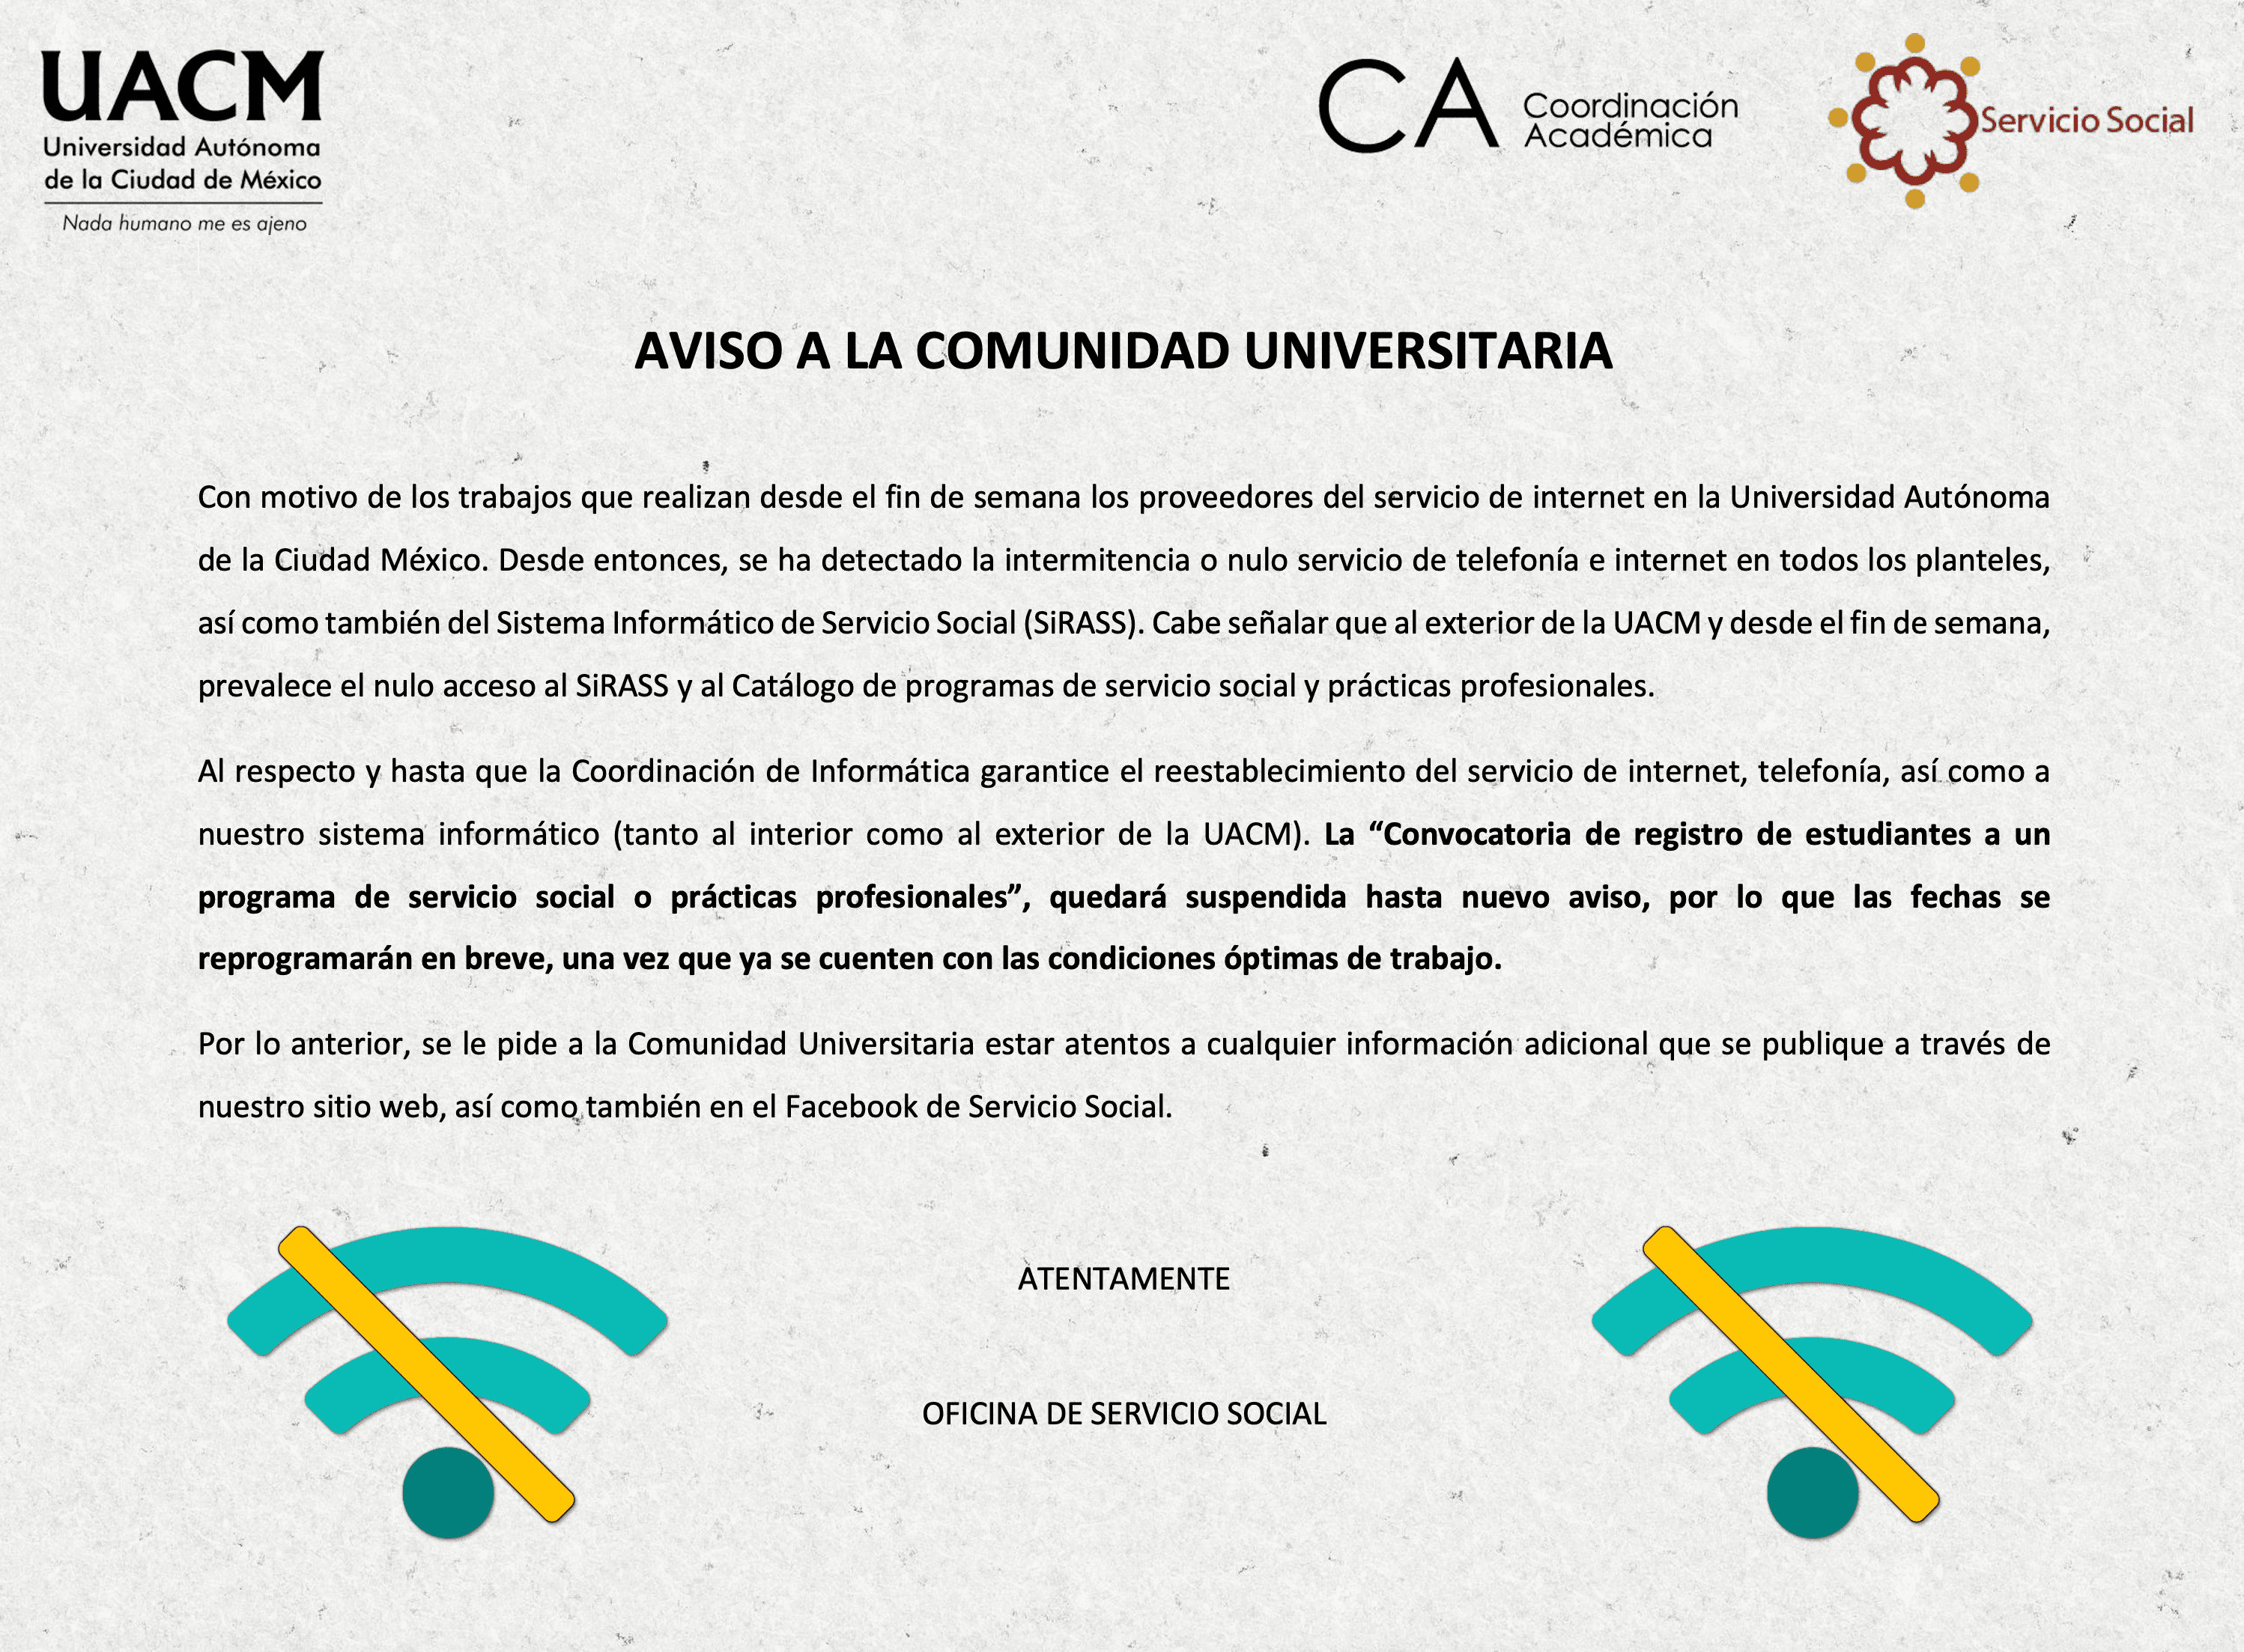 UACM
Universidad Autónoma
de la Ciudad de México
Nada humano me es ajeno
CA Coordinación
Académica
Servicio Social
AVISO A LA COMUNIDAD UNIVERSITARIA
Con motivo de los trabajos que realizan desde el fin de semana los proveedores del servicio de internet en la Universidad Autónoma
de la Ciudad México. Desde entonces, se ha detectado la intermitencia o nulo servicio de telefonía e internet en todos los planteles,
así como también del Sistema Informático de Servicio Social (SiRASS). Cabe señalar que al exterior de la UACM y desde el fin de semana,
prevalece el nulo acceso al SiRASS y al Catálogo de programas de servicio social y prácticas profesionales.
Al respecto y hasta que la Coordinación de Informática garantice el reestablecimiento del servicio de internet, telefonía, así como a
nuestro sistema informático (tanto al interior como al exterior de la UACM). La “Convocatoria de registro de estudiantes a un
programa de servicio social o prácticas profesionales”, quedará suspendida hasta nuevo aviso, por lo que las fechas se
reprogramarán en breve, una vez que ya se cuenten con las condiciones óptimas de trabajo.
Por lo anterior, se le pide a la Comunidad Universitaria estar atentos a cualquier información adicional que se publique a través de
nuestro sitio web, así como también en el Facebook de Servicio Social.
ATENTAMENTE
OFICINA DE SERVICIO SOCIAL